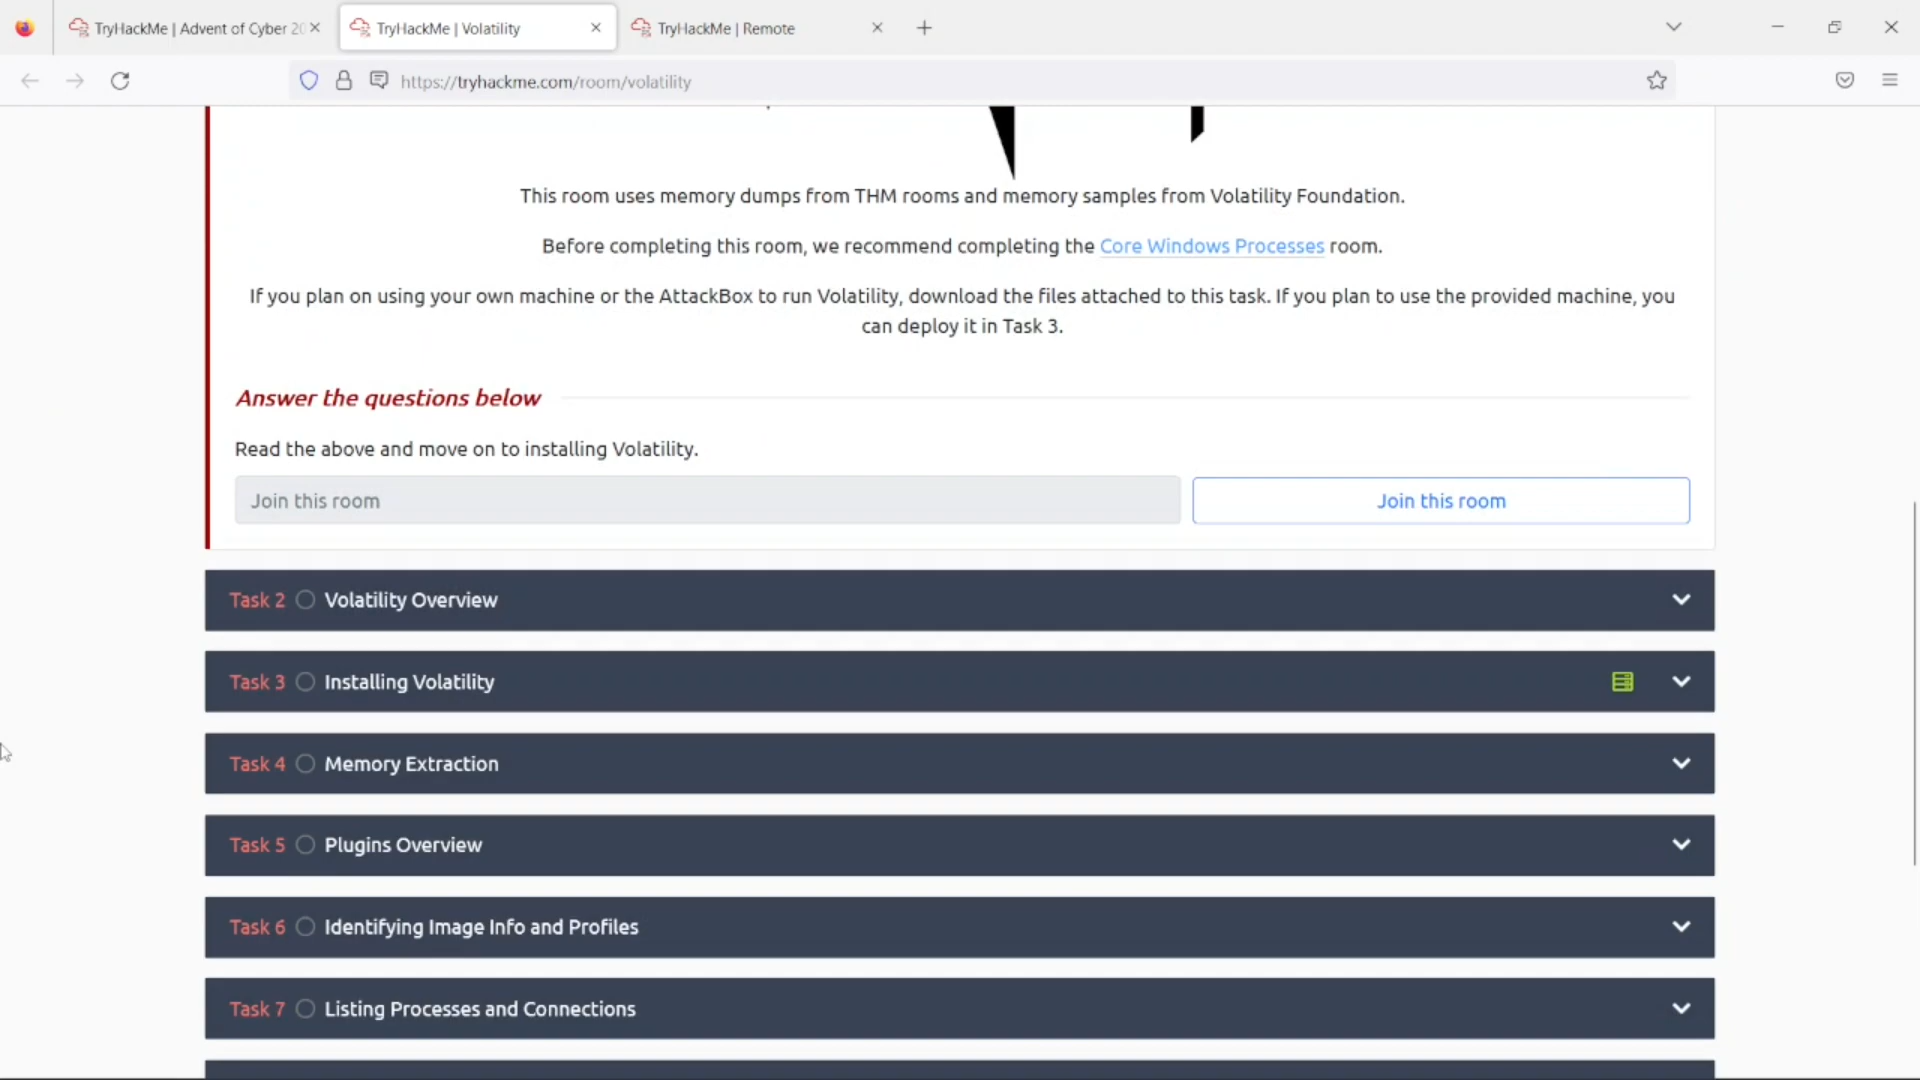 TryHackMe | Advent of Cyber 20
TryHackMe | Volatility
TryHackMe | Remote
https://tryhackme.com/room/volatility
This room uses memory dumps from THM rooms and memory samples from Volatility Foundation.
Before completing this room, we recommend completing the Core Windows Processes room.
If you plan on using your own machine or the AttackBox to run Volatility, download the files attached to this task. If you plan to use the provided machine, you
can deploy it in Task 3.
Answer the questions below
Read the above and move on to installing Volatility.
Join this room
Join this room
Task 2 Volatility Overview
Task 3 Installing Volatility
Task 4 Memory Extraction
Task 5 Plugins Overview
Task 6 Identifying Image Info and Profiles
Task 7 Listing Processes and Connections